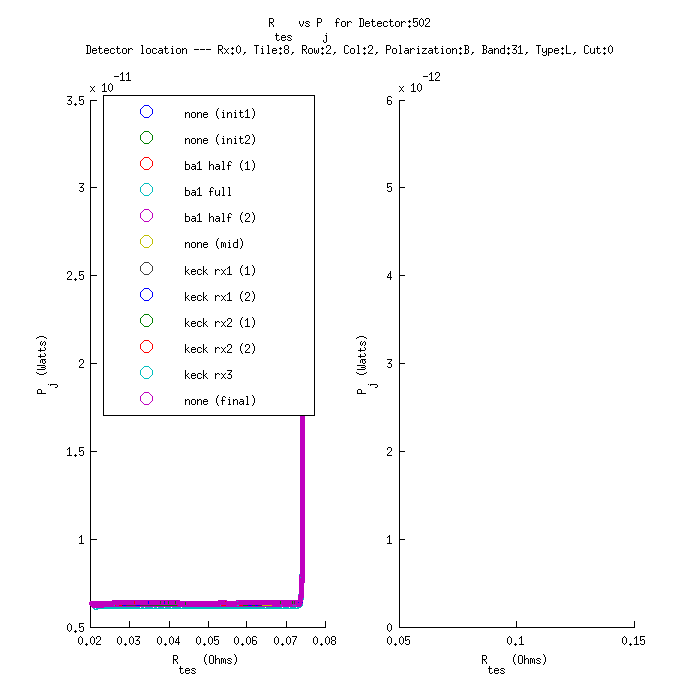 R tes vs P j for Detector:502
Detector location --- Rx:0, Tile:8, Row:2, Col:2, Polarization:B, Band:31, Type:L, Cut:0
x 10^-11
3.5
3
2.5
2
1.5
1
0.5
P j (Watts)
none (init1)
none (init2)
ba1 half (1)
ba1 full
ba1 half (2)
none (mid)
keck rx1 (1)
keck rx1 (2)
keck rx2 (1)
keck rx2 (2)
keck rx3
none (final)
0.02 0.03 0.04 0.05 0.06 0.07 0.08
R tes (Ohms)
x 10^-12
6
5
4
3
2
1
0
P j (Watts)
0.05 0.1 0.15
R tes (Ohms)